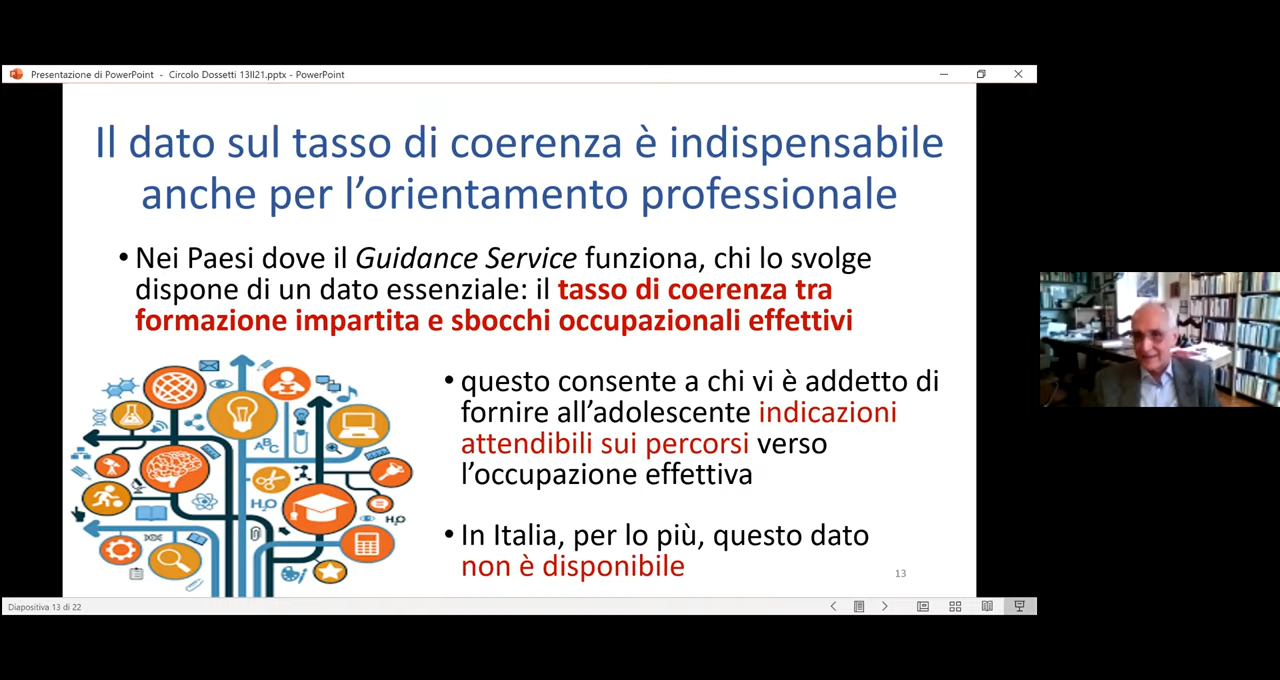 Presentazione di PowerPoint - Circolo Dossetti 13II21.pptx - PowerPoint
Il dato sul tasso di coerenza è indispensabile
anche per l'orientamento professionale
• Nei Paesi dove il Guidance Service funziona, chi lo svolge
dispone di un dato essenziale: il tasso di coerenza tra
formazione impartita e sbocchi occupazionali effettivi
ABC
H₂O
H₂O
• questo consente a chi vi è addetto di
fornire all'adolescente indicazioni
attendibili sui percorsi verso
l'occupazione effettiva
• In Italia, per lo più, questo dato
non è disponibile
13
Diapositiva 13 di 22